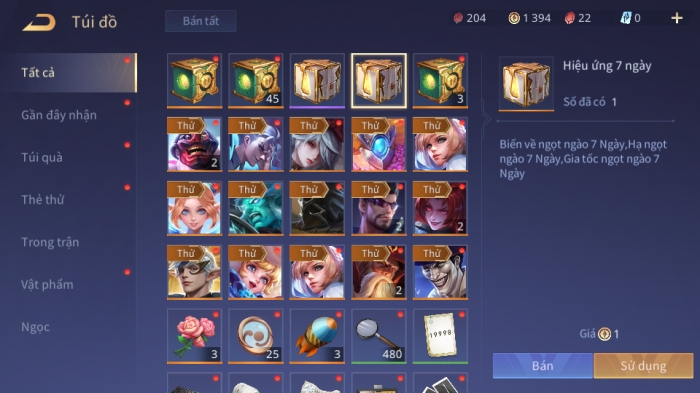 Túi đồ
Bán tất
204
1 394
22
0
+
Tất cả
Gần đây nhận
Túi quà
Thẻ thử
Trong trận
Vật phẩm
Ngọc
45
3
Thử
Thử
Thử
Thử
Thử
2
Thử
Thử
Thử
Thử
Thử
2
2
Thử
Thử
Thử
Thử
Thử
2
3
25
3
480
19998
Hiệu ứng 7 ngày
Số đã có 1
Biến về ngọt ngào 7 Ngày,Hạ ngọt
ngào 7 Ngày,Gia tốc ngọt ngào 7
Ngày
Giá 1
Bán
Sử dụng